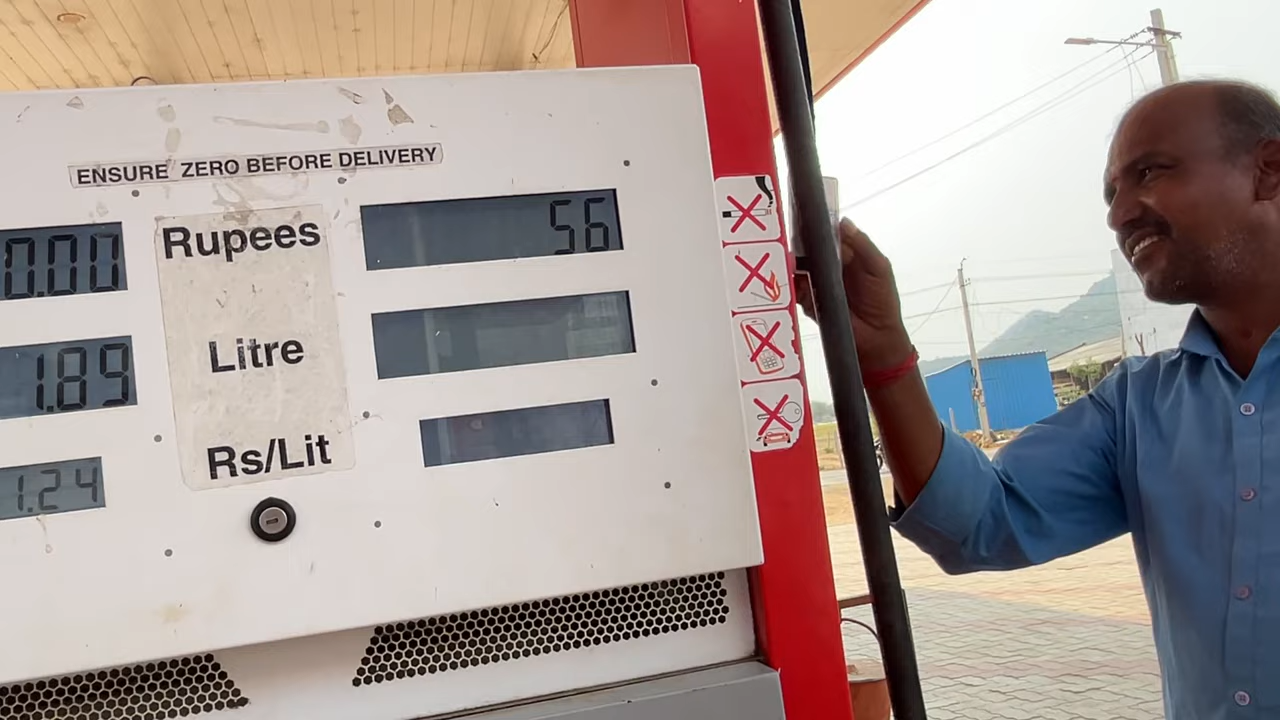 ENSURE ZERO BEFORE DELIVERY
0.00
Rupees
56
1.89
Litre
1.24
Rs/Lit